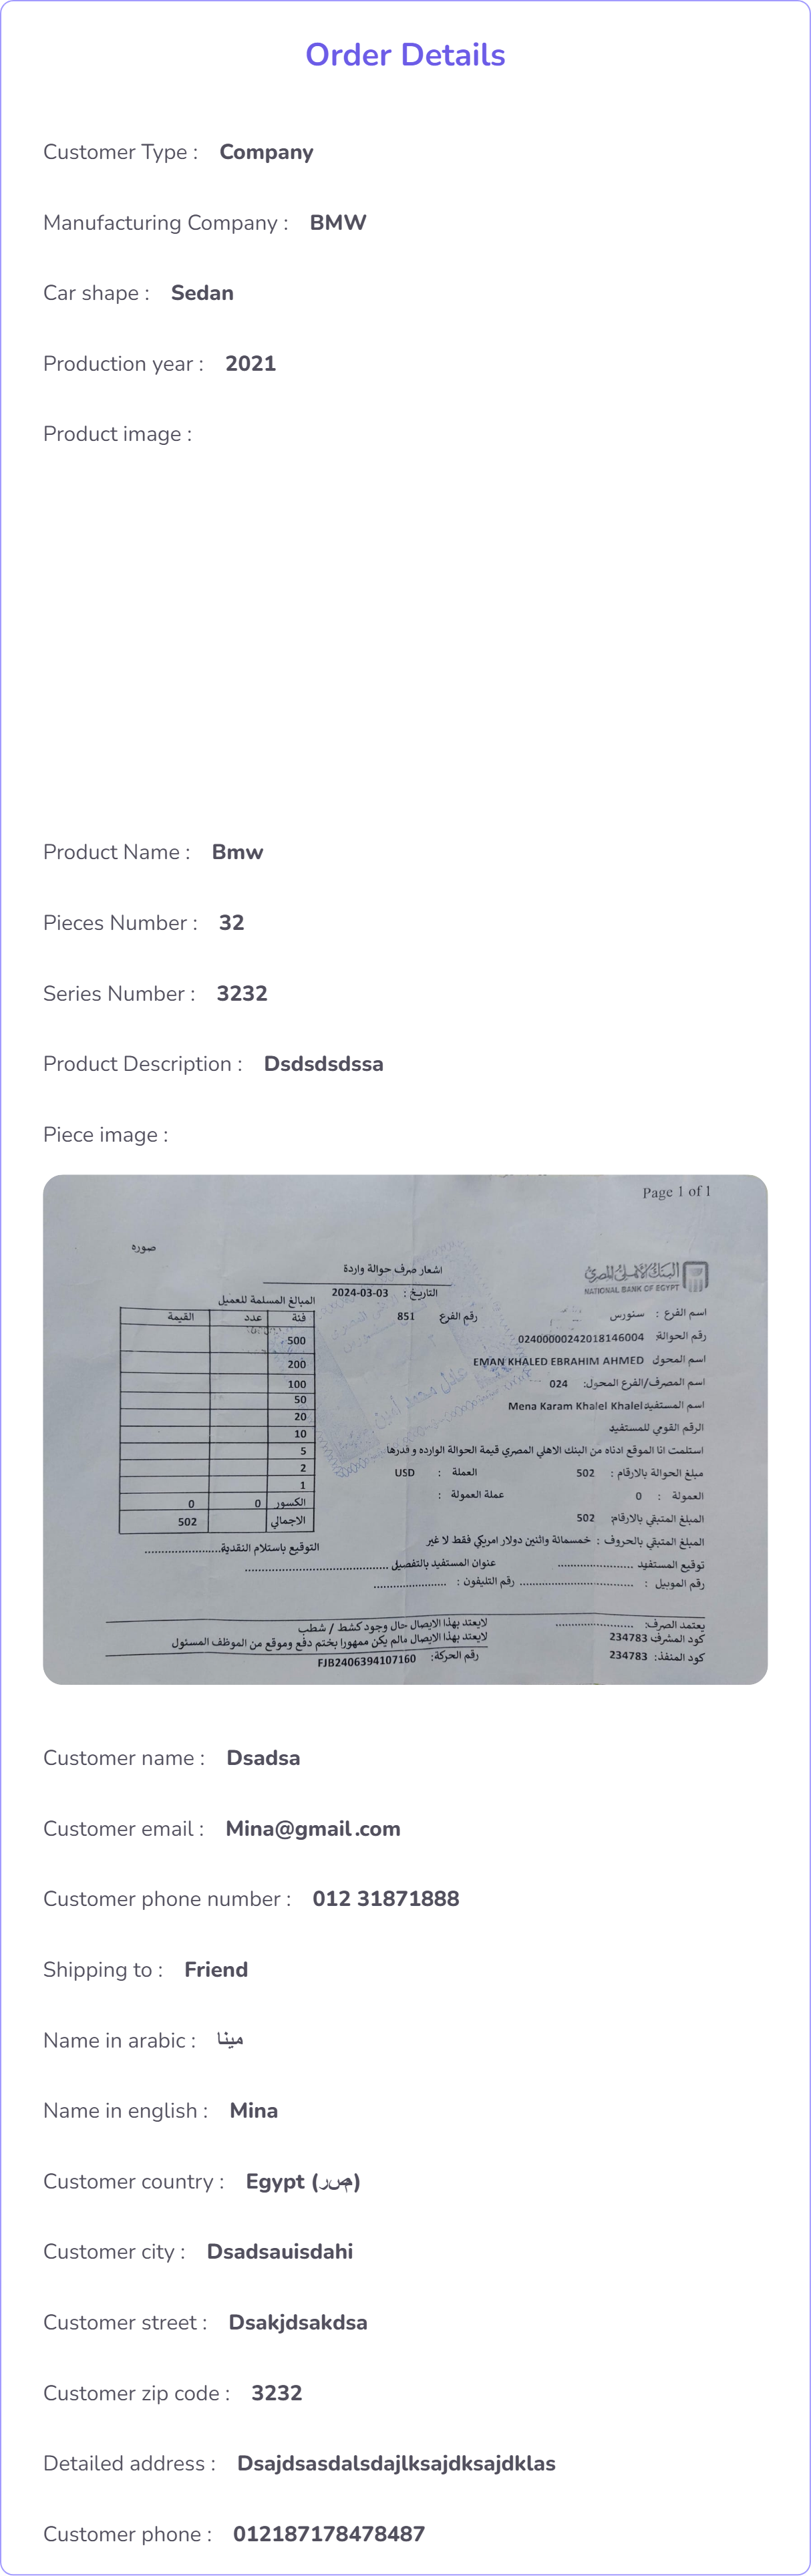 Order Details
Customer Type : Company
Manufacturing Company : BMW
Car shape : Sedan
Production year : 2021
Product image :
Product Name : Bmw
Pieces Number : 32
Series Number : 3232
Product Description : Dsdsdsdssa
Piece image :
Page 1 of 1
صوره
البنك الأهلي المصري
NATIONAL BANK OF EGYPT
اشعار صرف حوالة واردة
التاريخ : 2024-03-03
اسم الفرع : سنورس
رقم الفرع 851
رقم الحوالة: 02400000242018146004
اسم المحول EMAN KHALED EBRAHIM AHMED
اسم المصرف/الفرع المحول: 024
اسم المستفيد Mena Karam Khalel Khalel
الرقم القومي للمستفيد
استلمت انا الموقع ادناه من البنك الاهلي المصري قيمة الحوالة الوارده و قدرها
مبلغ الحوالة بالارقام : 502 العملة : USD
العمولة : 0 عملة العمولة :
المبلغ المتبقي بالارقام: 502
المبلغ المتبقي بالحروف : خمسمائة واثنين دولار امريكي فقط لا غير
توقيع المستفيد .................... عنوان المستفيد بالتفصيل ....................
رقم الموبيل : .................... رقم التليفون : ....................
المبالغ المسلمة للعميل
فئة عدد القيمة
500
200
100
50
20
10
5
2
1
الكسور 0 0
الاجمالي 502
التوقيع باستلام النقدية....................
يعتمد الصرف: ....................
كود المشرف 234783
كود المنفذ: 234783
لايعتد بهذا الايصال حال وجود كشط / شطب
لايعتد بهذا الايصال مالم يكن ممهورا بختم دفع وموقع من الموظف المسئول
رقم الحركة: FJB2406394107160
Customer name : Dsadsa
Customer email : Mina@gmail.com
Customer phone number : 012 31871888
Shipping to : Friend
Name in arabic : مينا
Name in english : Mina
Customer country : Egypt (مصر)
Customer city : Dsadsauisdahi
Customer street : Dsakjdsakdsa
Customer zip code : 3232
Detailed address : Dsajdsasdalsdajlksajdksajdklas
Customer phone : 012187178478487